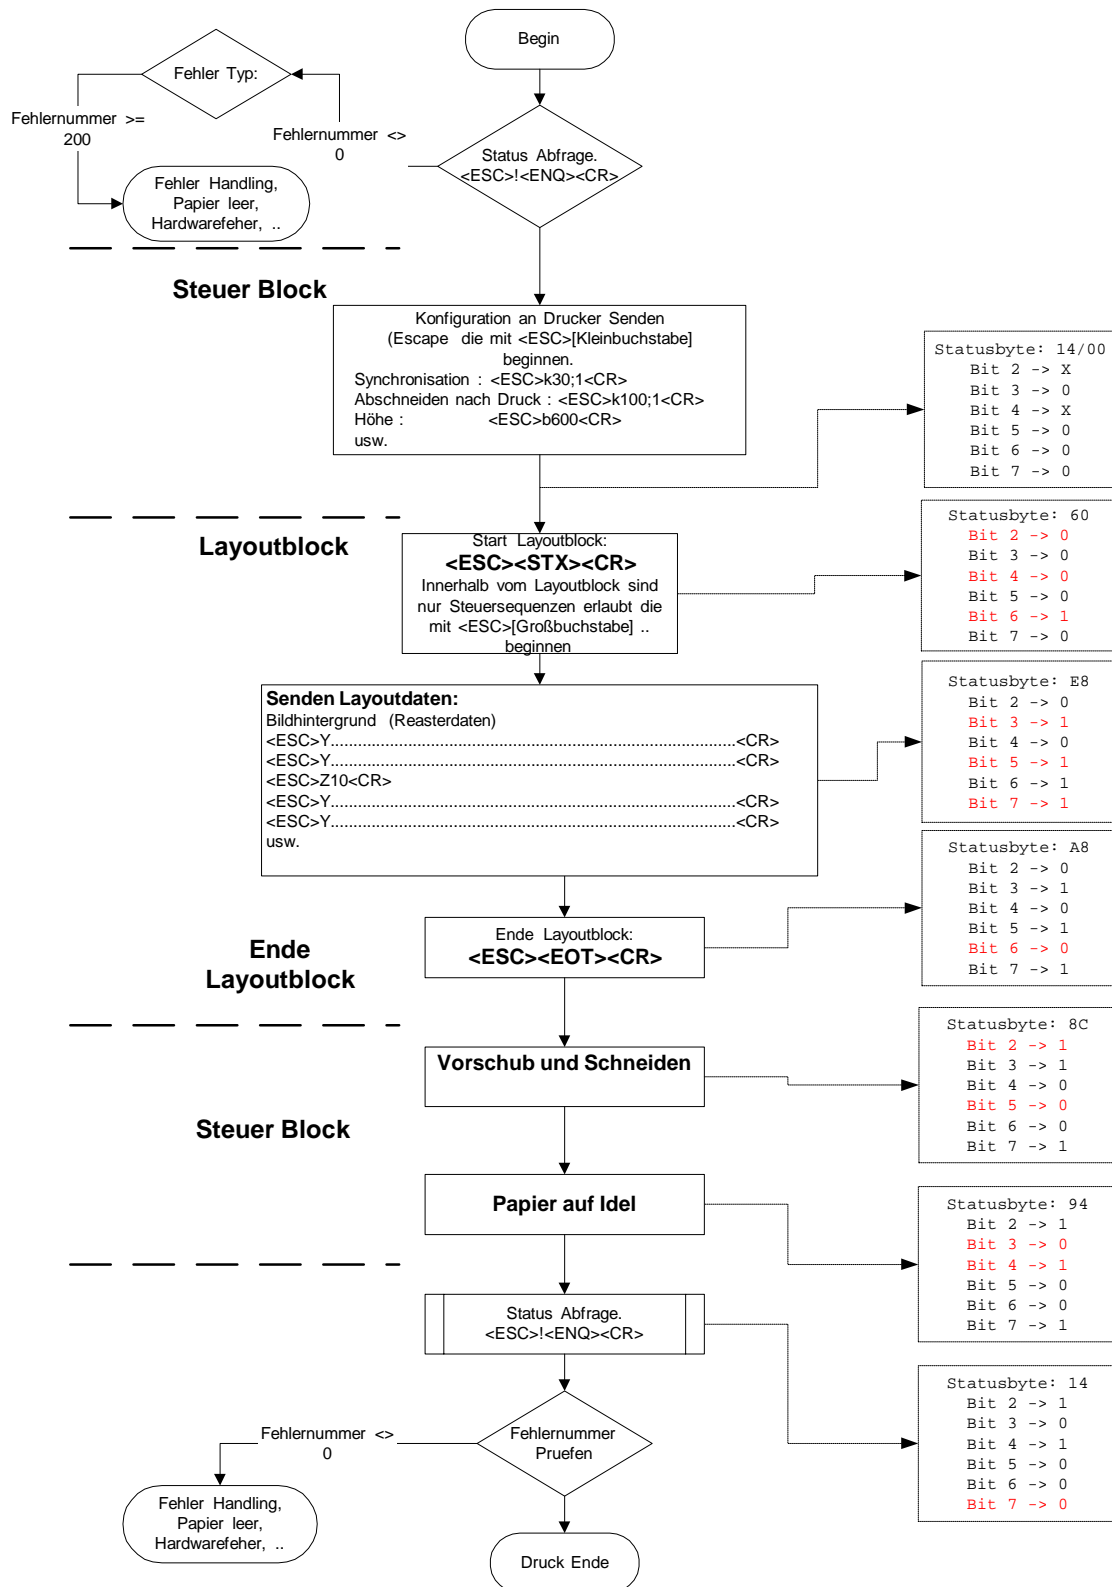 Begin
Fehler Typ:
Fehlernummer >=
200
Fehlernummer <>
0
Status Abfrage.
<ESC>!<ENQ><CR>
Fehler Handling,
Papier leer,
Hardwarefeher, ..
Steuer Block
Konfiguration an Drucker Senden
(Escape die mit <ESC>[Kleinbuchstabe]
beginnen.
Synchronisation : <ESC>k30;1<CR>
Abschneiden nach Druck : <ESC>k100;1<CR>
Höhe : <ESC>b600<CR>
usw.
Statusbyte: 14/00
Bit 2 -> X
Bit 3 -> 0
Bit 4 -> X
Bit 5 -> 0
Bit 6 -> 0
Bit 7 -> 0
Layoutblock
Start Layoutblock:
<ESC><STX><CR>
Innerhalb vom Layoutblock sind
nur Steuersequenzen erlaubt die
mit <ESC>[Großbuchstabe] ..
beginnen
Statusbyte: 60
Bit 2 -> 0
Bit 3 -> 0
Bit 4 -> 0
Bit 5 -> 0
Bit 6 -> 1
Bit 7 -> 0
Senden Layoutdaten:
Bildhintergrund (Reasterdaten)
<ESC>Y..........................................................................................<CR>
<ESC>Y..........................................................................................<CR>
<ESC>Z10<CR>
<ESC>Y..........................................................................................<CR>
<ESC>Y..........................................................................................<CR>
usw.
Statusbyte: E8
Bit 2 -> 0
Bit 3 -> 1
Bit 4 -> 0
Bit 5 -> 1
Bit 6 -> 1
Bit 7 -> 1
Ende
Layoutblock
Ende Layoutblock:
<ESC><EOT><CR>
Statusbyte: A8
Bit 2 -> 0
Bit 3 -> 1
Bit 4 -> 0
Bit 5 -> 1
Bit 6 -> 0
Bit 7 -> 1
Vorschub und Schneiden
Statusbyte: 8C
Bit 2 -> 1
Bit 3 -> 1
Bit 4 -> 0
Bit 5 -> 0
Bit 6 -> 0
Bit 7 -> 1
Steuer Block
Papier auf Idel
Statusbyte: 94
Bit 2 -> 1
Bit 3 -> 0
Bit 4 -> 1
Bit 5 -> 0
Bit 6 -> 0
Bit 7 -> 1
Status Abfrage.
<ESC>!<ENQ><CR>
Statusbyte: 14
Bit 2 -> 1
Bit 3 -> 0
Bit 4 -> 1
Bit 5 -> 0
Bit 6 -> 0
Bit 7 -> 0
Fehlernummer
Pruefen
Fehlernummer <>
0
Fehler Handling,
Papier leer,
Hardwarefeher, ..
Druck Ende